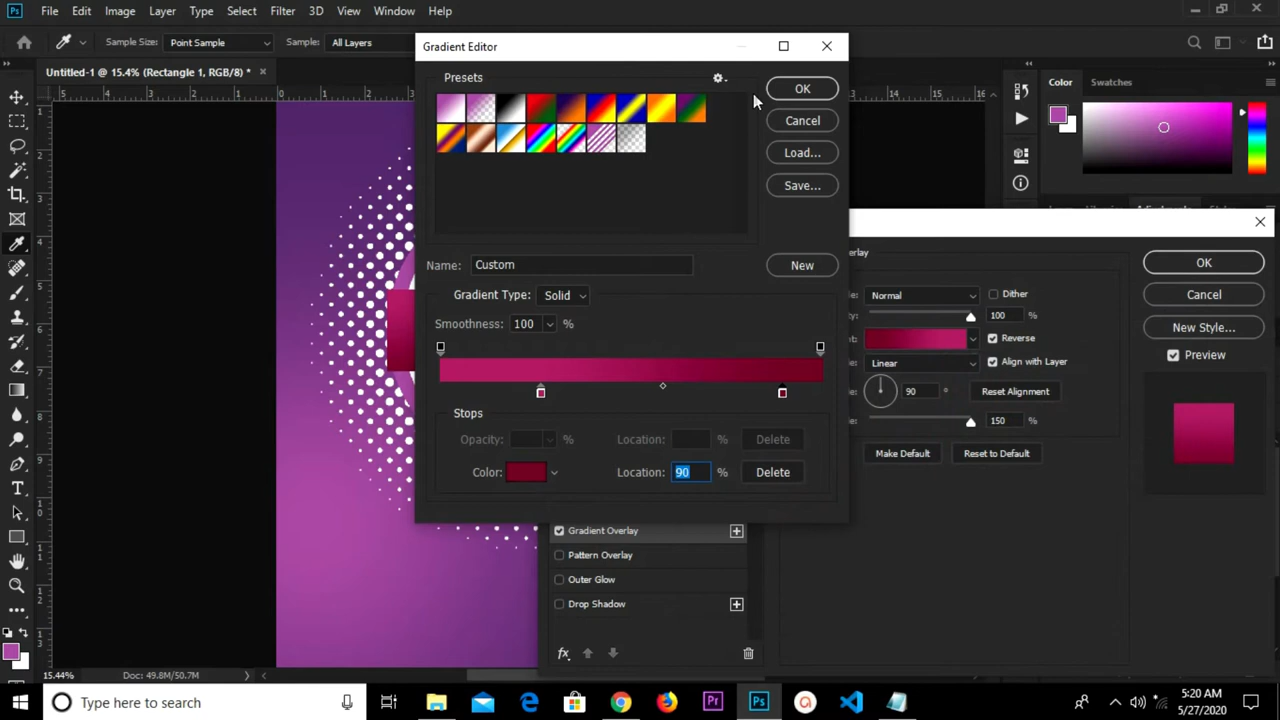 Ps File Edit Image Layer Type Select Filter 3D View Window Help
Sample Size: Point Sample Sample: All Layers
Untitled-1 @ 15.4% (Rectangle 1, RGB/8) *
Gradient Editor
Presets
OK
Cancel
Load...
Save...
Name: Custom
New
Gradient Type: Solid
Smoothness: 100 %
Stops
Opacity: % Location: % Delete
Color: Location: 90 % Delete
Color Swatches
OK
Cancel
New Style...
Preview
Normal Dither
100 %
Reverse
Linear Align with Layer
90 ° Reset Alignment
150 %
Make Default Reset to Default
Gradient Overlay
Pattern Overlay
Outer Glow
Drop Shadow
fx
15.44% Doc: 49.8M/50.7M
Type here to search
Pr Ps
5:20 AM
5/27/2020